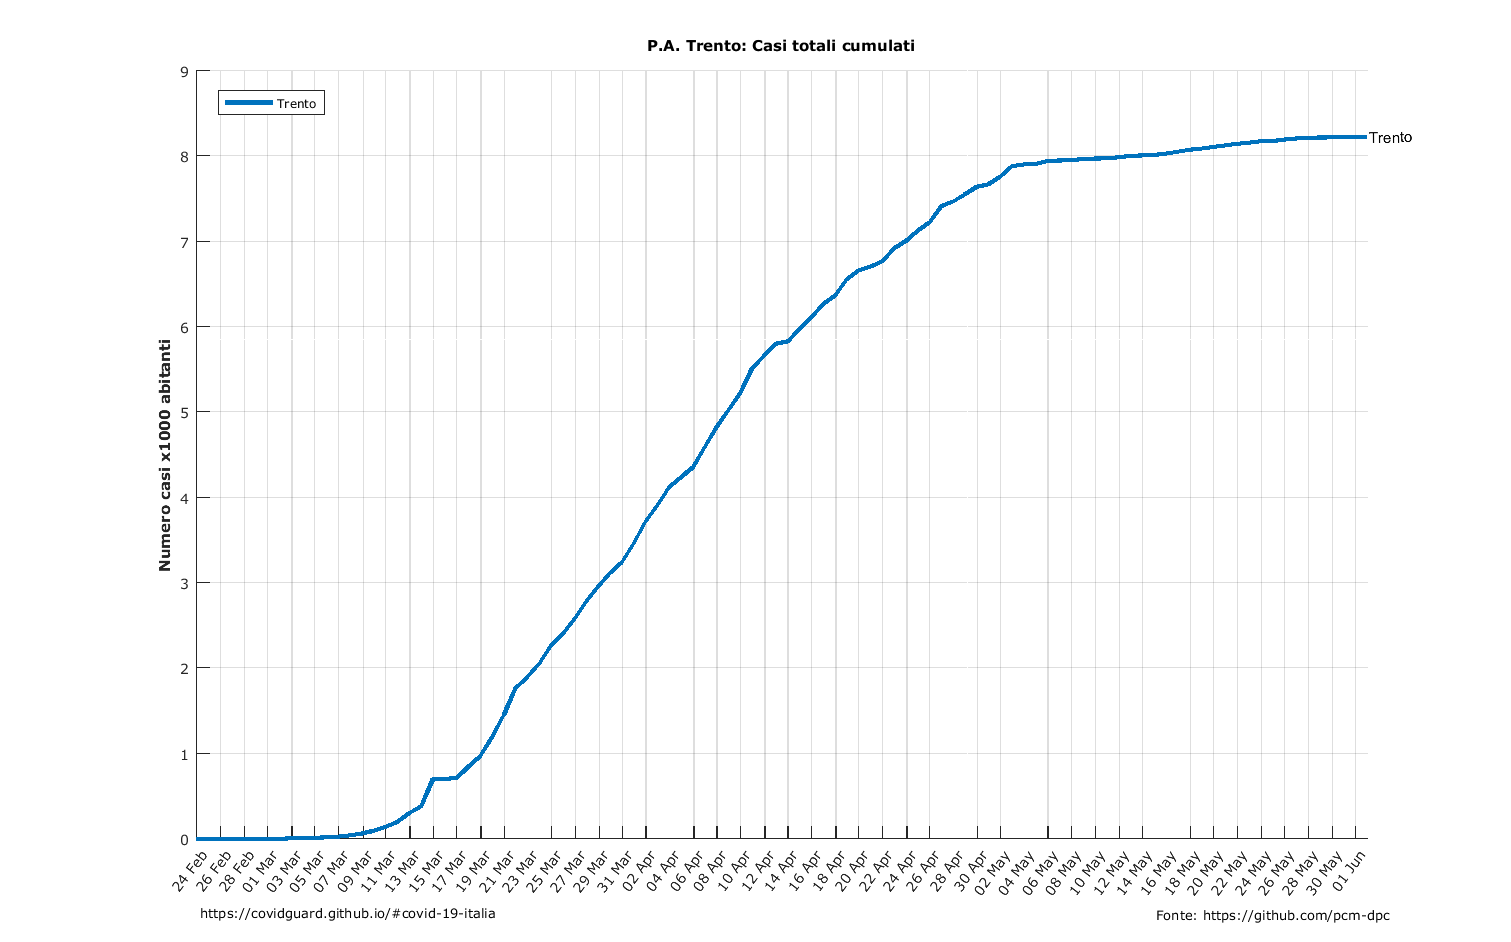 P.A. Trento: Casi totali cumulati
Trento
Trento
Numero casi x1000 abitanti
9
8
7
6
5
4
3
2
1
0
24 Feb
26 Feb
28 Feb
01 Mar
03 Mar
05 Mar
07 Mar
09 Mar
11 Mar
13 Mar
15 Mar
17 Mar
19 Mar
21 Mar
23 Mar
25 Mar
27 Mar
29 Mar
31 Mar
02 Apr
04 Apr
06 Apr
08 Apr
10 Apr
12 Apr
14 Apr
16 Apr
18 Apr
20 Apr
22 Apr
24 Apr
26 Apr
28 Apr
30 Apr
02 May
04 May
06 May
08 May
10 May
12 May
14 May
16 May
18 May
20 May
22 May
24 May
26 May
28 May
30 May
01 Jun
https://covidguard.github.io/#covid-19-italia
Fonte: https://github.com/pcm-dpc